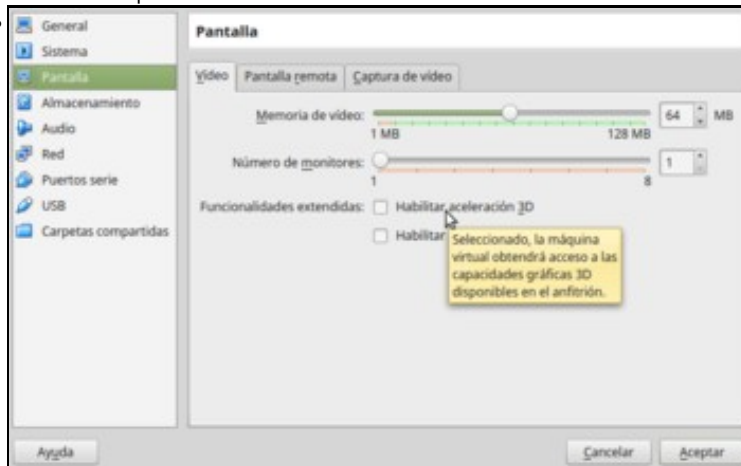 General
Sistema
Pantalla
Almacenamiento
Audio
Red
Puertos serie
USB
Carpetas compartidas
Pantalla
Vídeo Pantalla remota Captura de vídeo
Memoria de vídeo: 64 MB
1 MB 128 MB
Número de monitores: 1
1 8
Funcionalidades extendidas: Habilitar aceleración 3D
Habilitar
Seleccionado, la máquina
virtual obtendrá acceso a las
capacidades gráficas 3D
disponibles en el anfitrión.
Ayuda Cancelar Aceptar